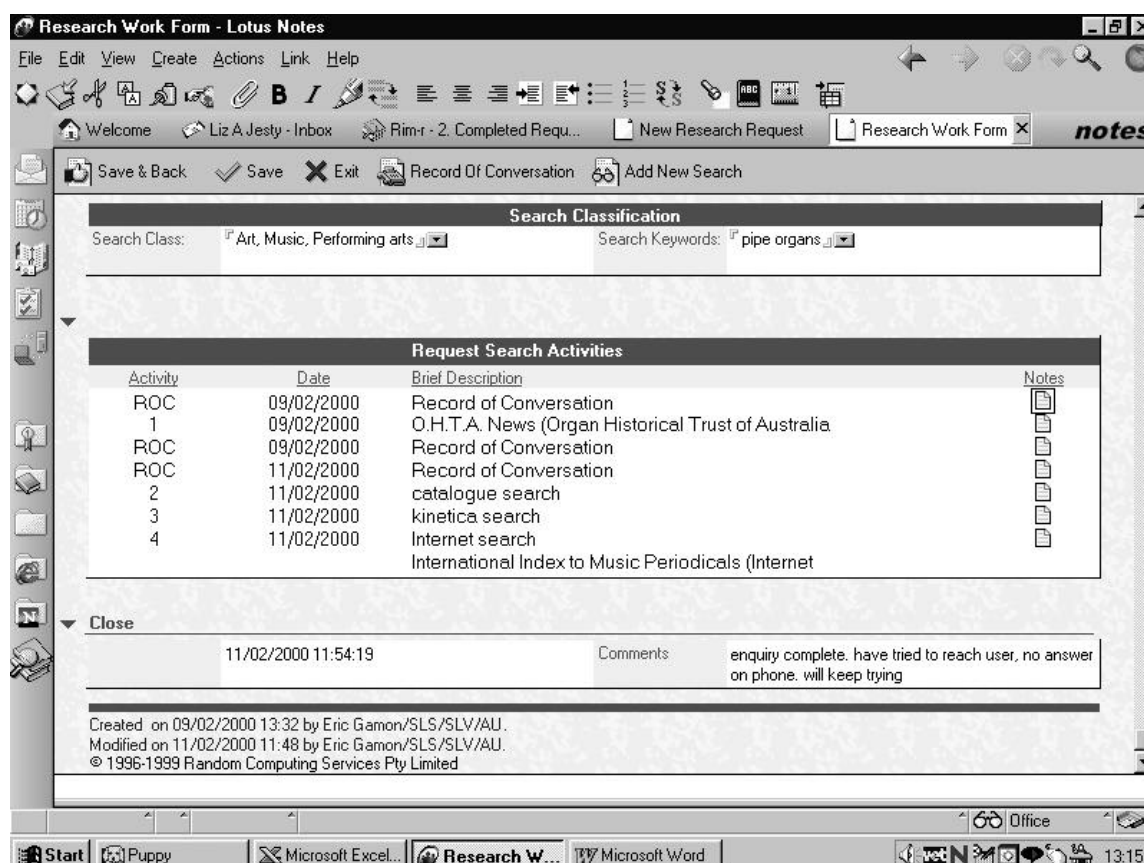 Research Work Form - Lotus Notes
File Edit View Create Actions Link Help
B I ABC
Welcome Liz A Jesty - Inbox Rim-r - 2. Completed Requ... New Research Request Research Work Form notes
Save & Back Save Exit Record Of Conversation Add New Search
Search Classification
Search Class: Art, Music, Performing arts Search Keywords: pipe organs
Request Search Activities
Activity Date Brief Description Notes
ROC 09/02/2000 Record of Conversation
1 09/02/2000 O.H.T.A. News (Organ Historical Trust of Australia
ROC 09/02/2000 Record of Conversation
ROC 11/02/2000 Record of Conversation
2 11/02/2000 catalogue search
3 11/02/2000 kinetica search
4 11/02/2000 Internet search
International Index to Music Periodicals (Internet
Close
11/02/2000 11:54:19 Comments enquiry complete. have tried to reach user, no answer
on phone. will keep trying
Created on 09/02/2000 13:32 by Eric Gamon/SLS/SLV/AU.
Modified on 11/02/2000 11:48 by Eric Gamon/SLS/SLV/AU.
© 1996-1999 Random Computing Services Pty Limited
Office
Start Puppy Microsoft Excel... Research W... Microsoft Word 13:15